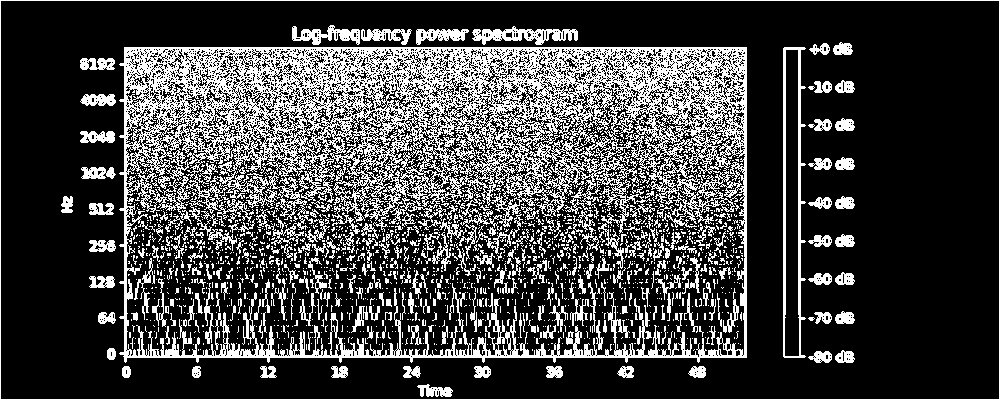 Log-frequency power spectrogram
8192
4096
2048
1024
512
256
128
64
0
Hz
0 6 12 18 24 30 36 42 48
Time
+0 dB
-10 dB
-20 dB
-30 dB
-40 dB
-50 dB
-60 dB
-70 dB
-80 dB